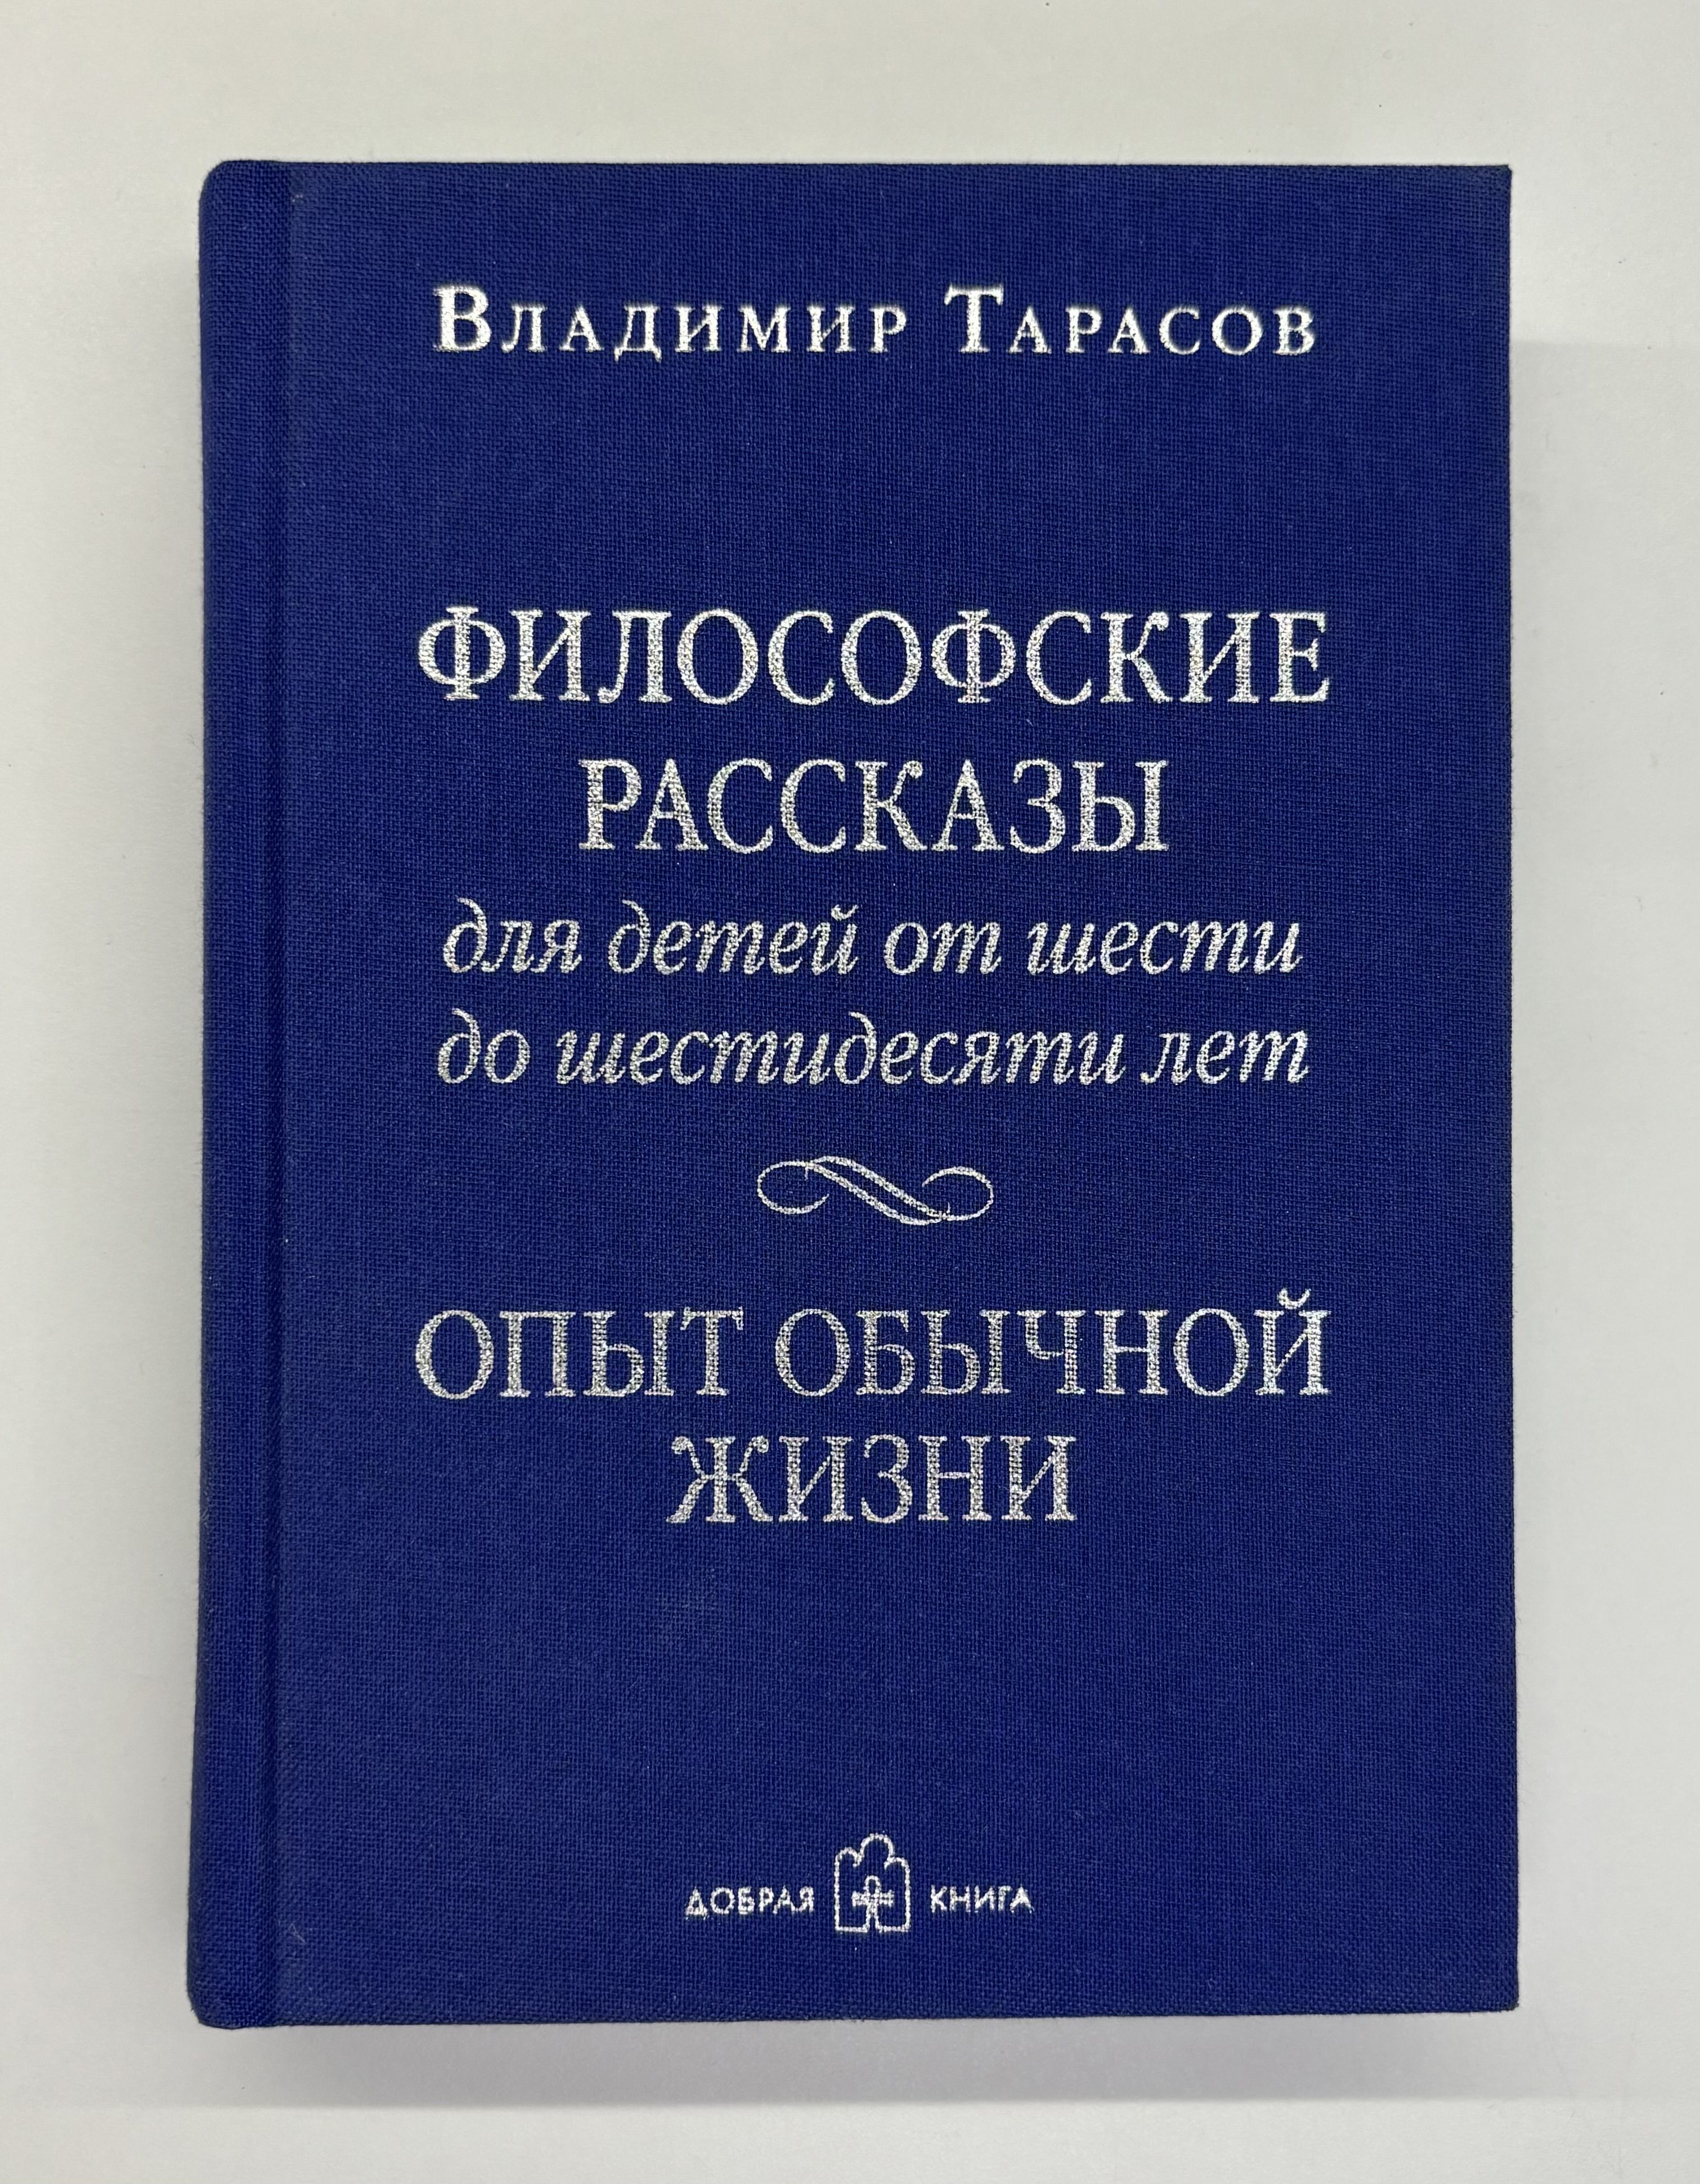 Владимир Тарасов
ФИЛОСОФСКИЕ
РАССКАЗЫ
для детей от шести
до шестидесяти лет
ОПЫТ ОБЫЧНОЙ
ЖИЗНИ
ДОБРАЯ КНИГА